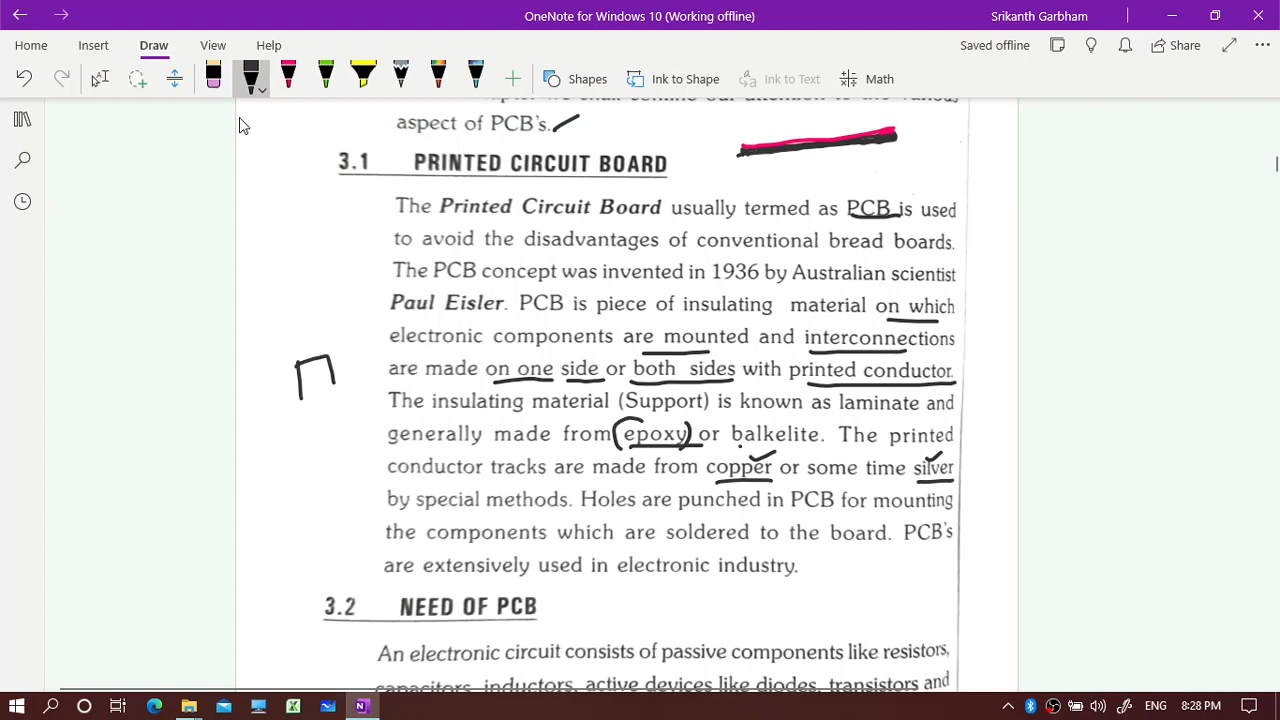 OneNote for Windows 10 (Working offline)
Srikanth Garbham
Home Insert Draw View Help
Saved offline
Share
Shapes
Ink to Shape
Ink to Text
Math
aspect of PCB's.
3.1 PRINTED CIRCUIT BOARD
The Printed Circuit Board usually termed as PCB is used
to avoid the disadvantages of conventional bread boards.
The PCB concept was invented in 1936 by Australian scientist
Paul Eisler. PCB is piece of insulating material on which
electronic components are mounted and interconnections
are made on one side or both sides with printed conductor.
The insulating material (Support) is known as laminate and
generally made from (epoxy) or balkelite. The printed
conductor tracks are made from copper or some time silver
by special methods. Holes are punched in PCB for mounting
the components which are soldered to the board. PCB's
are extensively used in electronic industry.
3.2 NEED OF PCB
An electronic circuit consists of passive components like resistors,
capacitors, inductors, active devices like diodes, transistors and
ENG 8:28 PM